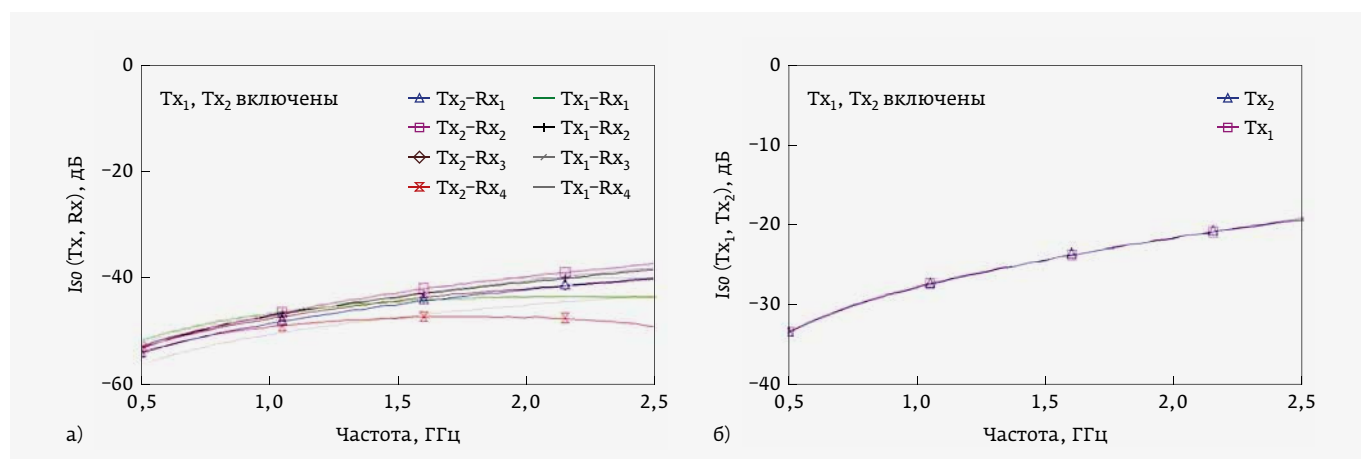 Tx₁, Tx₂ включены
Tx₂–Rx₁
Tx₂–Rx₂
Tx₂–Rx₃
Tx₂–Rx₄
Tx₁–Rx₁
Tx₁–Rx₂
Tx₁–Rx₃
Tx₁–Rx₄
Iso (Tx, Rx), дБ
0
−20
−40
−60
0,5 1,0 1,5 2,0 2,5
Частота, ГГц
а)
Tx₁, Tx₂ включены
Tx₂
Tx₁
Iso (Tx₁, Tx₂), дБ
0
−10
−20
−30
−40
0,5 1,0 1,5 2,0 2,5
Частота, ГГц
б)